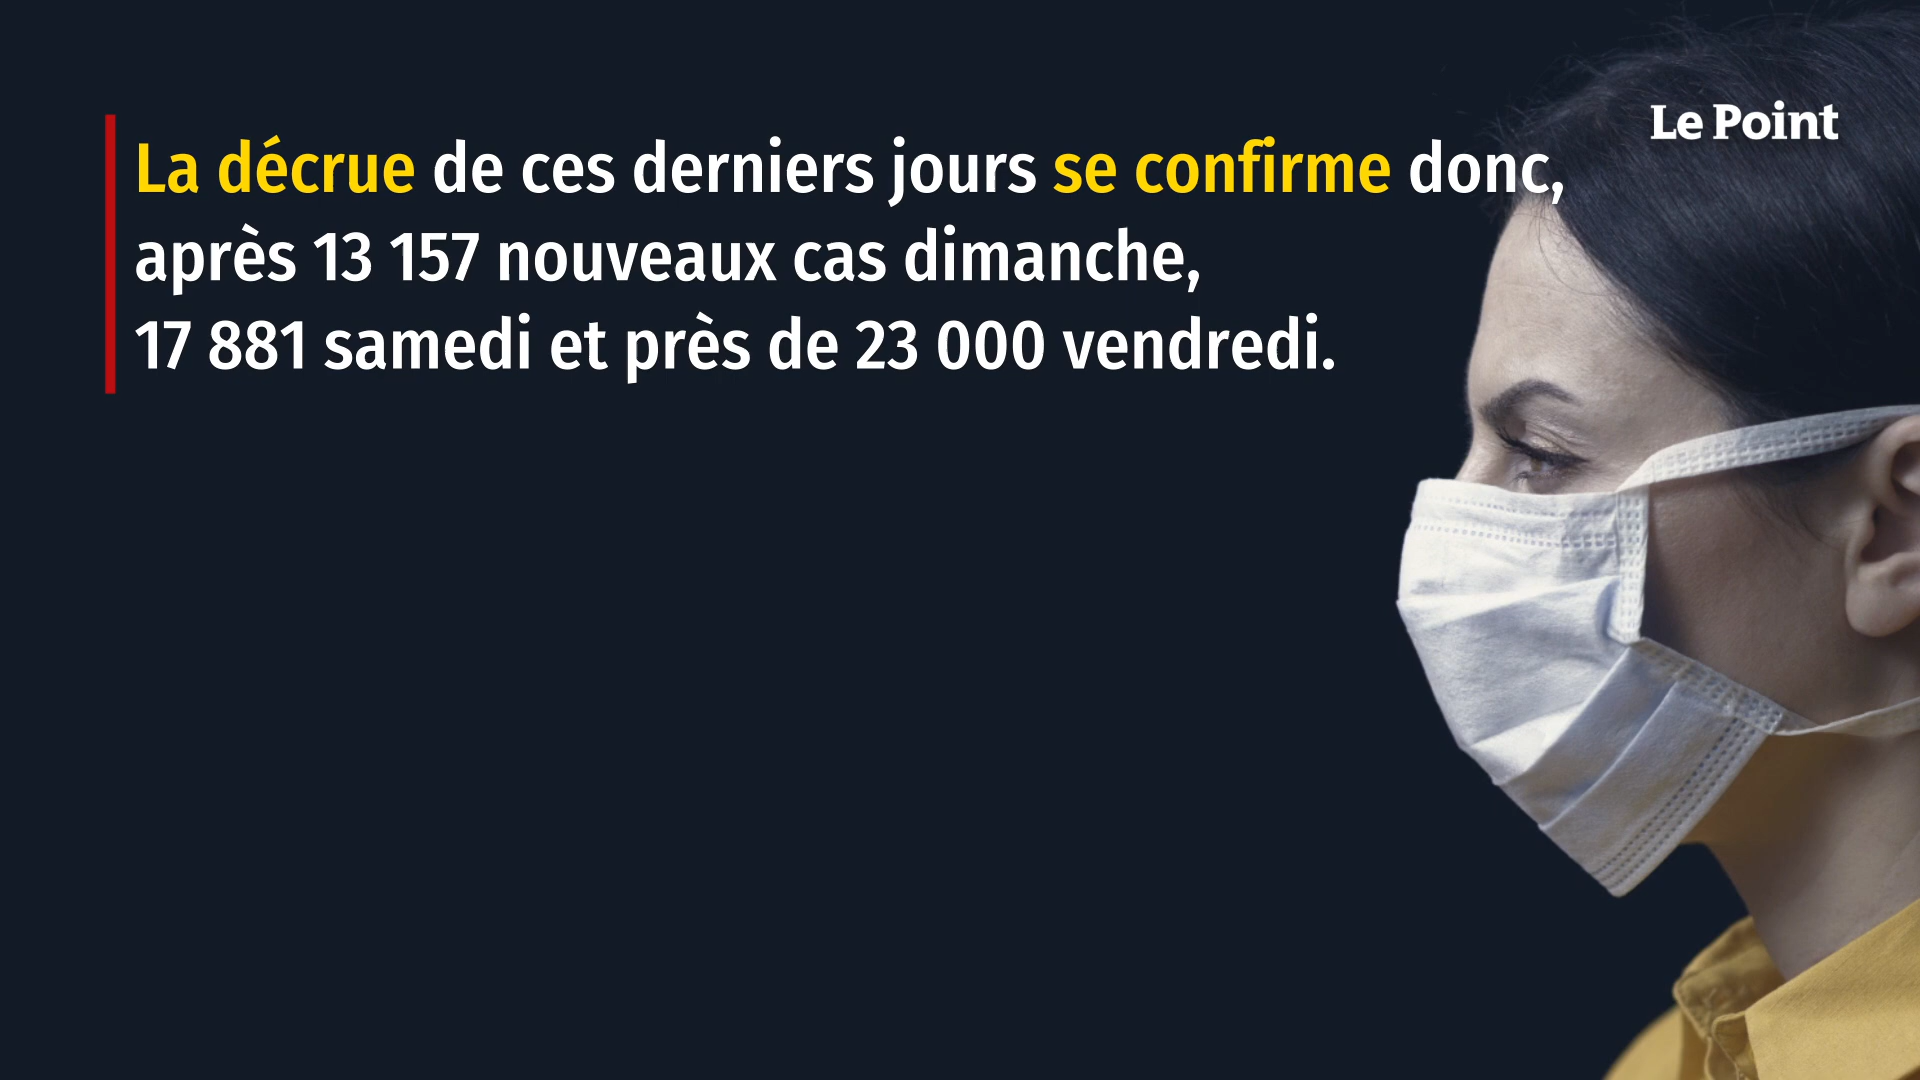 Le Point
La décrue de ces derniers jours se confirme donc,
après 13 157 nouveaux cas dimanche,
17 881 samedi et près de 23 000 vendredi.